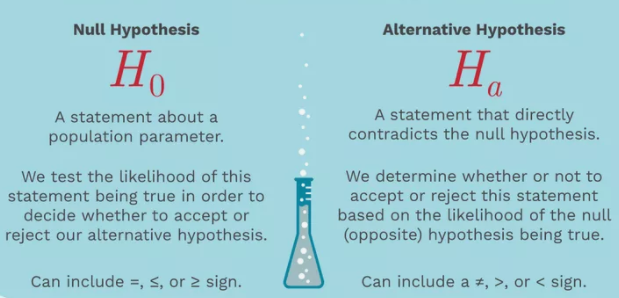 Null Hypothesis
H0
A statement about a
population parameter.
We test the likelihood of this
statement being true in order to
decide whether to accept or
reject our alternative hypothesis.
Can include =, ≤, or ≥ sign.
Alternative Hypothesis
Ha
A statement that directly
contradicts the null hypothesis.
We determine whether or not to
accept or reject this statement
based on the likelihood of the null
(opposite) hypothesis being true.
Can include a ≠, >, or < sign.